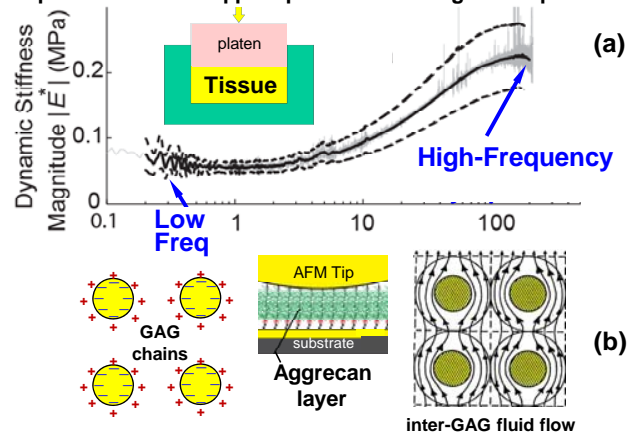 (a)
platen
Tissue
Dynamic Stiffness
Magnitude |E*| (MPa)
0.2
0.1
0
High-Frequency
Low
Freq
0.1
1
10
100
AFM Tip
GAG
chains
substrate
(b)
Aggrecan
layer
inter-GAG fluid flow